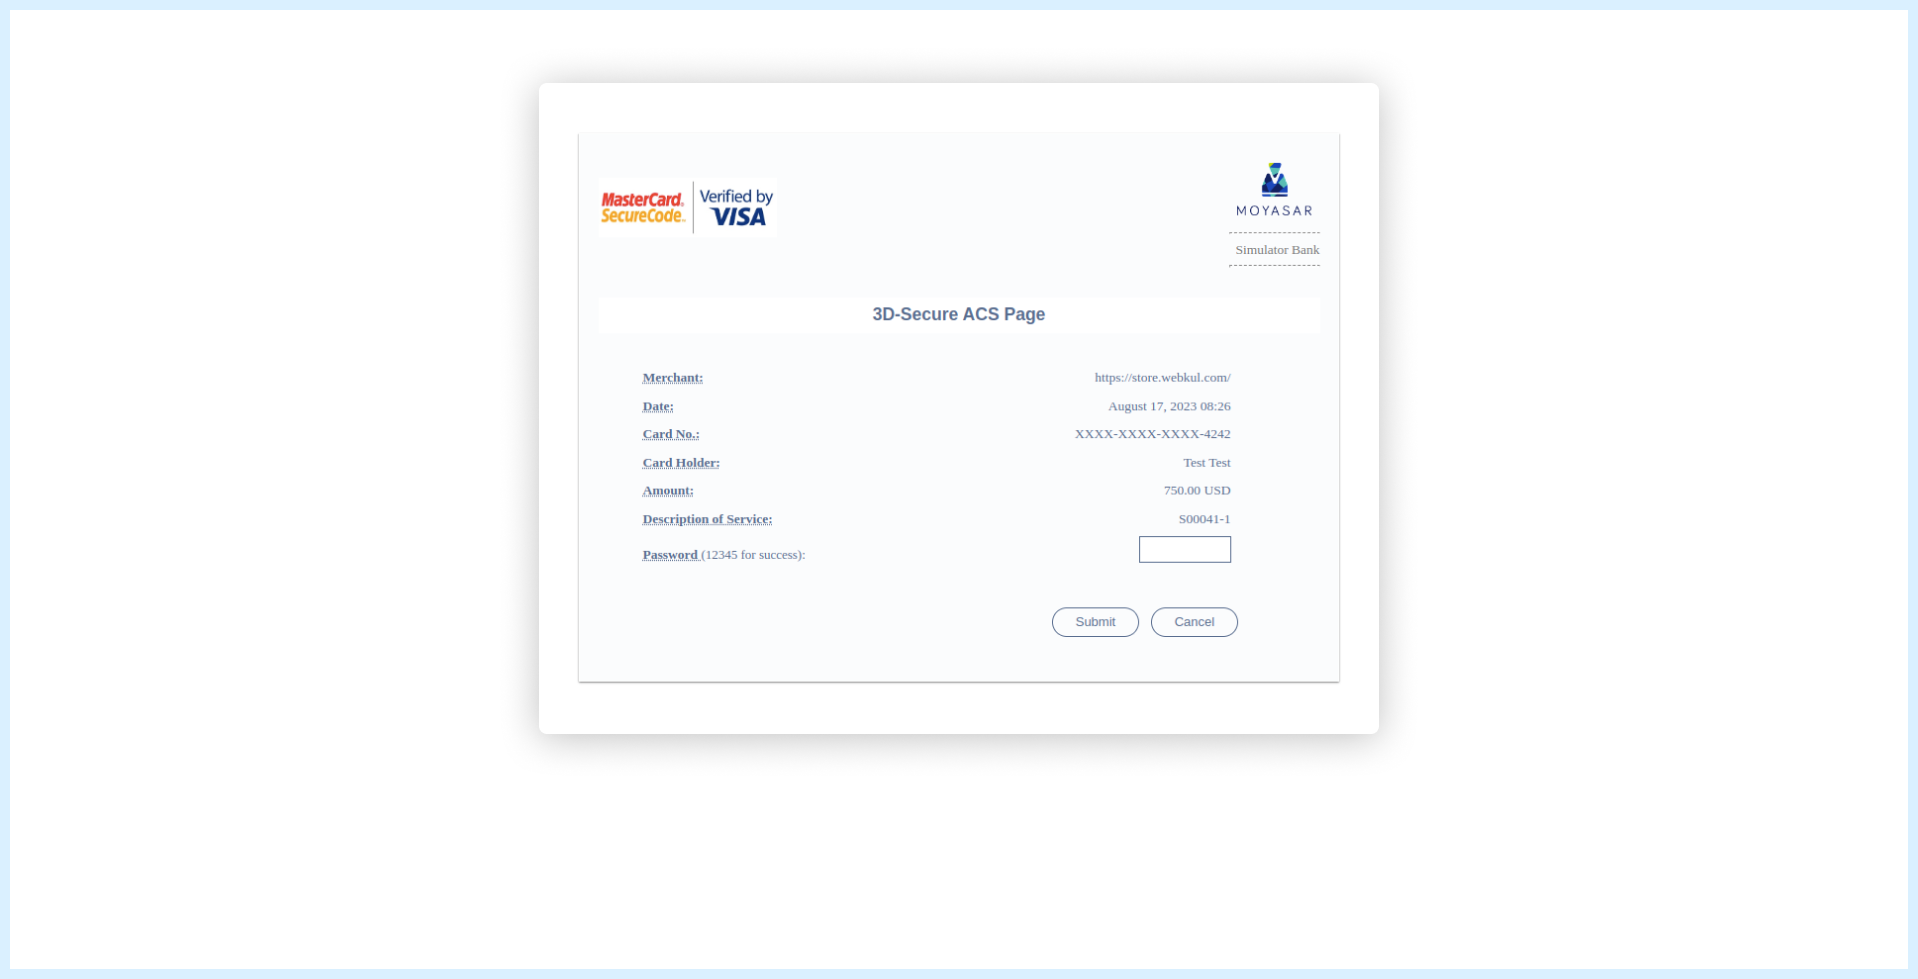 MasterCard.
SecureCode.
Verified by
VISA
MOYASAR
Simulator Bank
3D-Secure ACS Page
Merchant: https://store.webkul.com/
Date: August 17, 2023 08:26
Card No.: XXXX-XXXX-XXXX-4242
Card Holder: Test Test
Amount: 750.00 USD
Description of Service: S00041-1
Password (12345 for success):
Submit Cancel